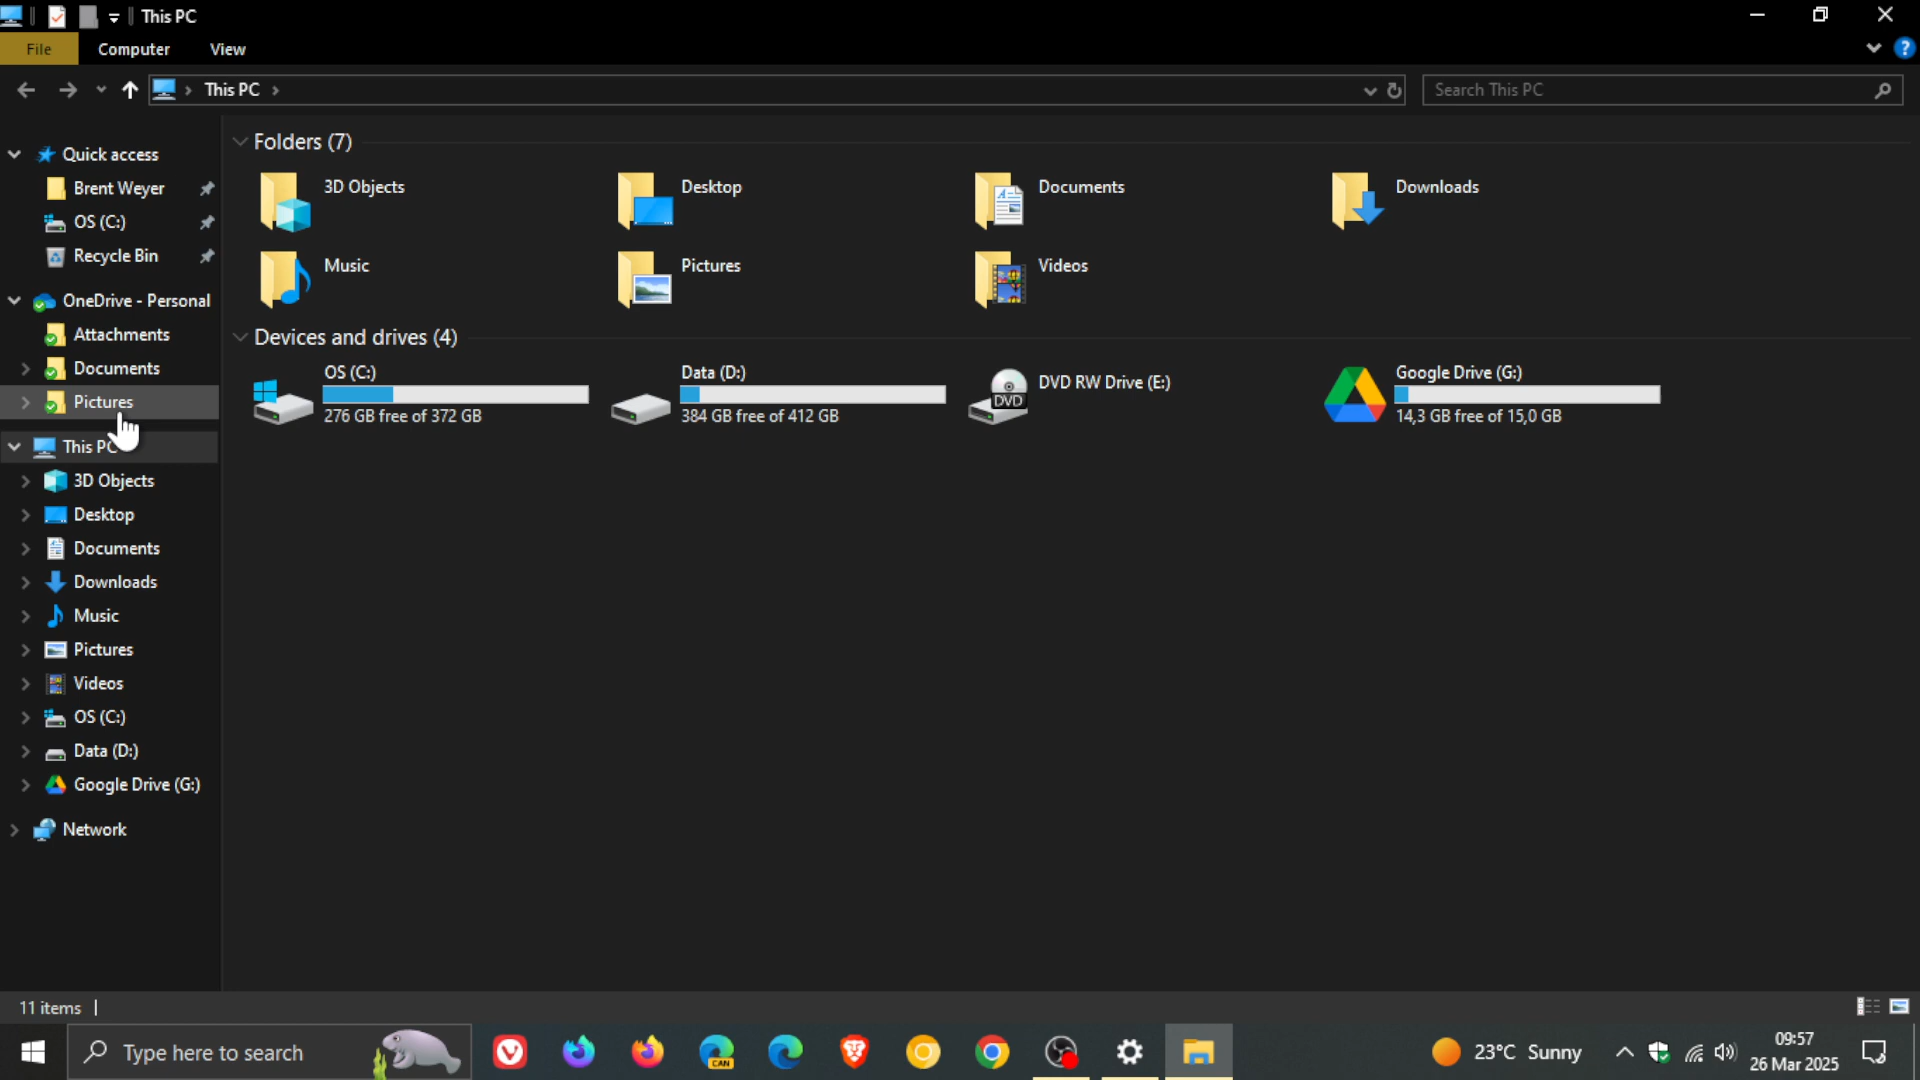 This PC
File Computer View
This PC
Search This PC
Quick access
Brent Weyer
OS (C:)
Recycle Bin
OneDrive - Personal
Attachments
Documents
Pictures
This PC
3D Objects
Desktop
Documents
Downloads
Music
Pictures
Videos
OS (C:)
Data (D:)
Google Drive (G:)
Network
Folders (7)
3D Objects
Desktop
Documents
Downloads
Music
Pictures
Videos
Devices and drives (4)
OS (C:)
276 GB free of 372 GB
Data (D:)
384 GB free of 412 GB
DVD
DVD RW Drive (E:)
Google Drive (G:)
14,3 GB free of 15,0 GB
11 items
Type here to search
CAN
23°C Sunny
09:57
26 Mar 2025